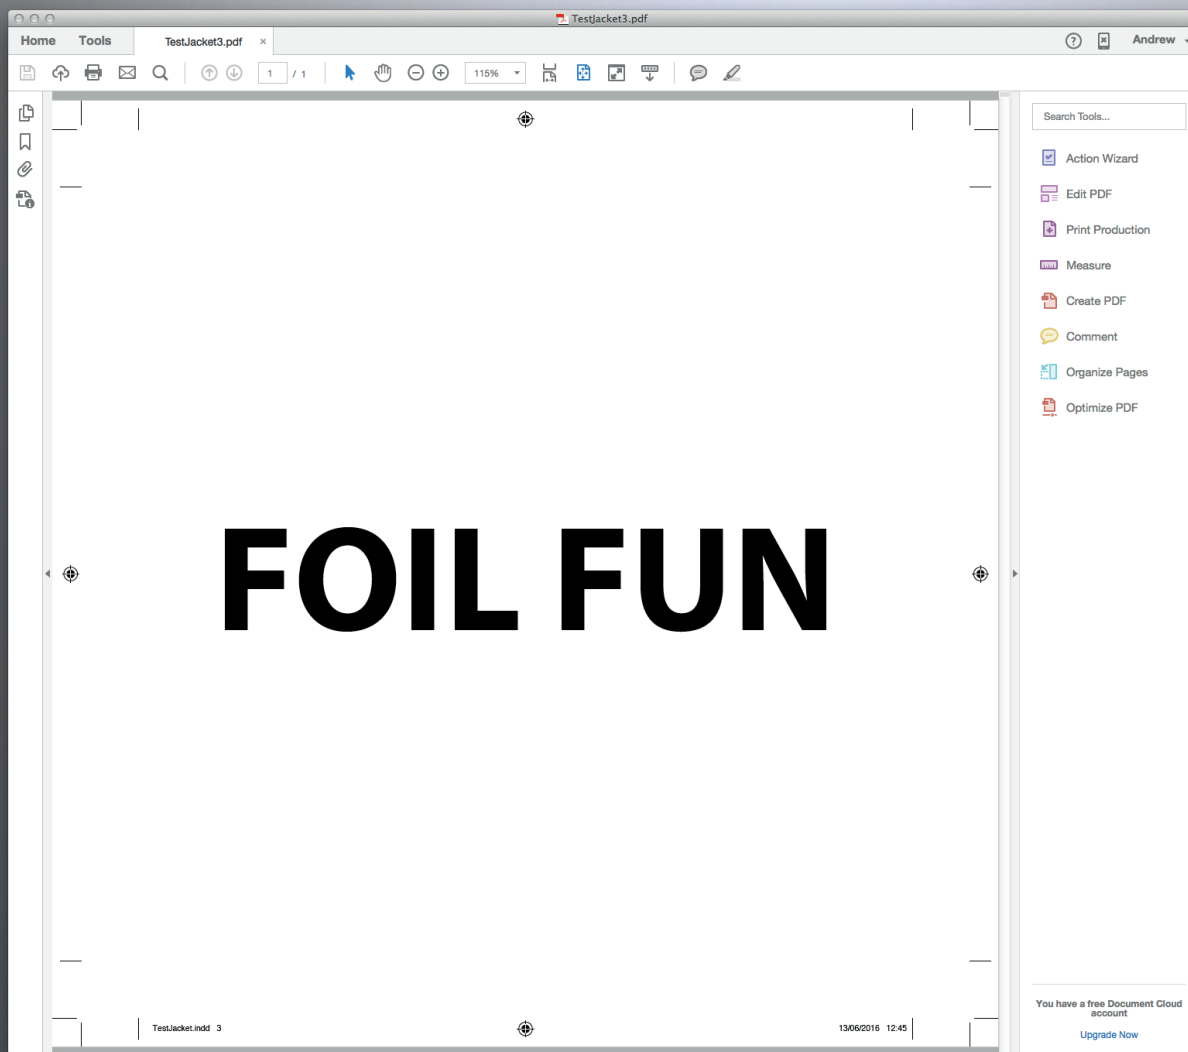 TestJacket3.pdf
Home Tools TestJacket3.pdf × Andrew
1 / 1 115%
Search Tools...
Action Wizard
Edit PDF
Print Production
Measure
Create PDF
Comment
Organize Pages
Optimize PDF
FOIL FUN
TestJacket.indd 3 13/06/2016 12:45
You have a free Document Cloud
account
Upgrade Now